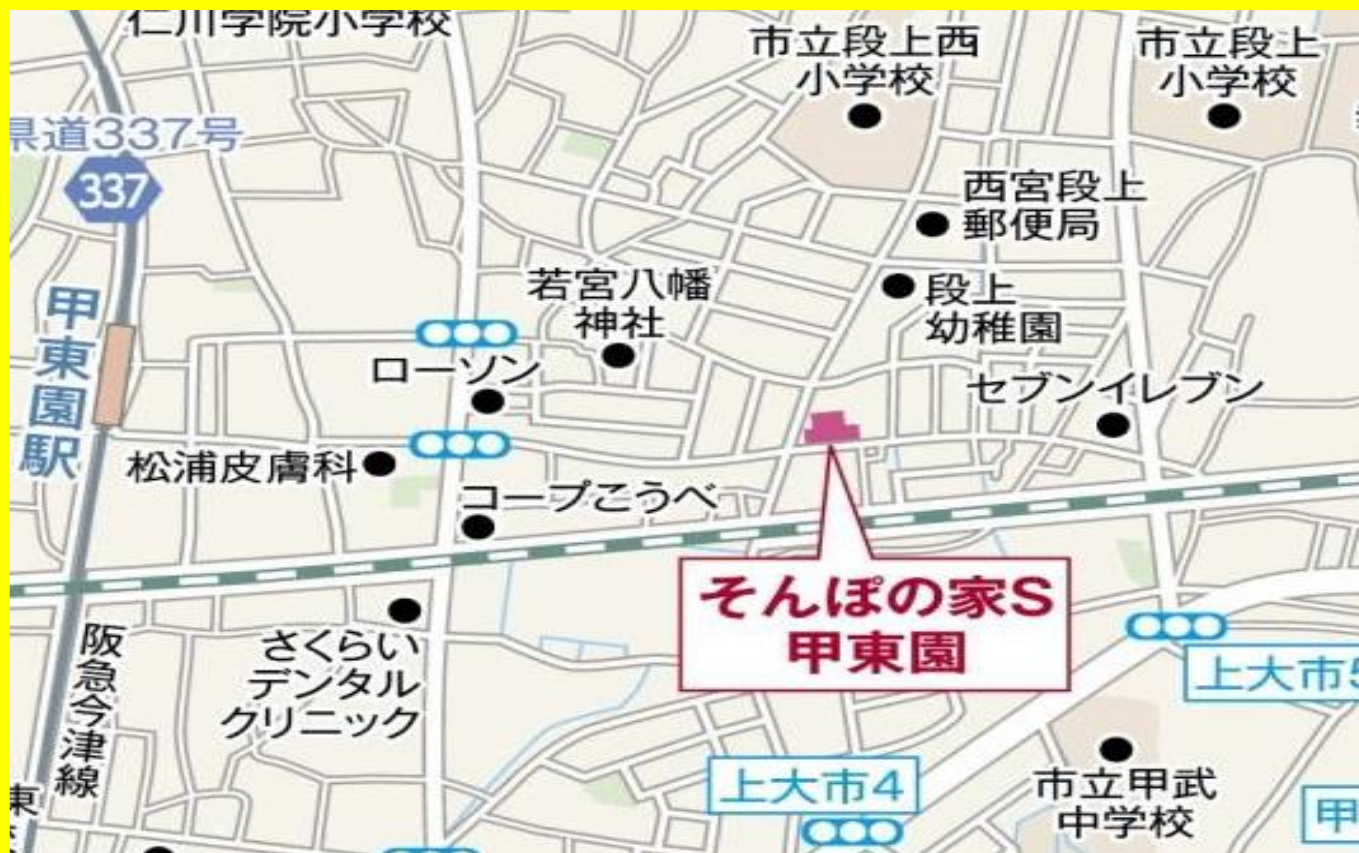 仁川学院小学校
市立段上西
小学校
市立段上
小学校
県道337号
337
西宮段上
郵便局
若宮八幡
神社
段上
幼稚園
甲東園駅
ローソン
セブンイレブン
松浦皮膚科
コープこうべ
そんぽの家S
甲東園
さくらい
デンタル
クリニック
阪急今津線
上大市5
上大市4
市立甲武
中学校
甲
東